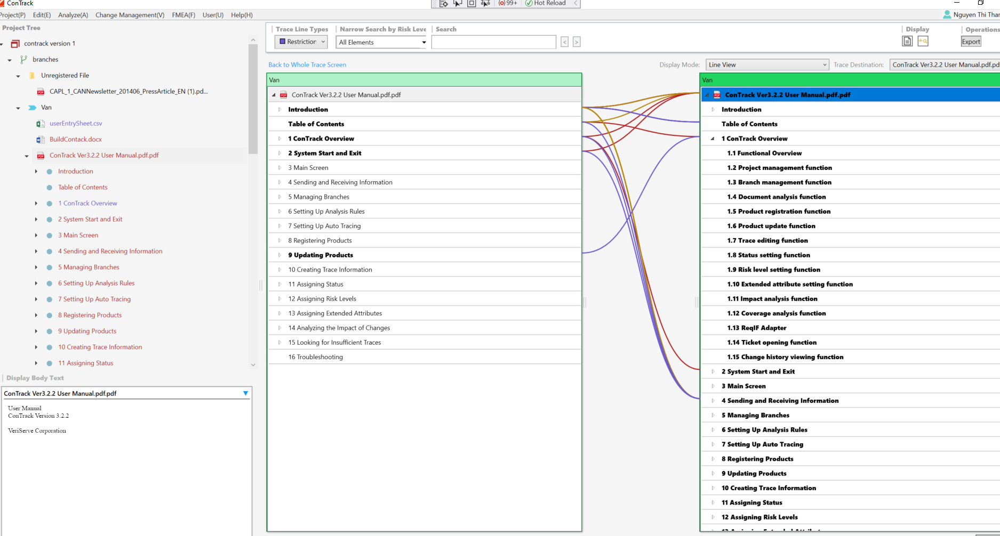 ConTrack
99+ Hot Reload
Project(P) Edit(E) Analyze(A) Change Management(V) FMEA(F) User(U) Help(H)
Nguyen Thi Than
Project Tree
contrack version 1
branches
Unregistered File
CAPL_1_CANNewsletter_201406_PressArticle_EN (1).pd...
Van
userEntrySheet.csv
BuildContack.docx
ConTrack Ver3.2.2 User Manual.pdf.pdf
Introduction
Table of Contents
1 ConTrack Overview
2 System Start and Exit
3 Main Screen
4 Sending and Receiving Information
5 Managing Branches
6 Setting Up Analysis Rules
7 Setting Up Auto Tracing
8 Registering Products
9 Updating Products
10 Creating Trace Information
11 Assigning Status
Display Body Text
ConTrack Ver3.2.2 User Manual.pdf.pdf
User Manual
ConTrack Version 3.2.2
VeriServe Corporation
Trace Line Types Narrow Search by Risk Leve Search
Restriction All Elements < >
Display Operations
Export
Back to Whole Trace Screen
Display Mode: Line View Trace Destination: ConTrack Ver3.2.2 User Manual.pdf.pd
Van
ConTrack Ver3.2.2 User Manual.pdf.pdf
Introduction
Table of Contents
1 ConTrack Overview
2 System Start and Exit
3 Main Screen
4 Sending and Receiving Information
5 Managing Branches
6 Setting Up Analysis Rules
7 Setting Up Auto Tracing
8 Registering Products
9 Updating Products
10 Creating Trace Information
11 Assigning Status
12 Assigning Risk Levels
13 Assigning Extended Attributes
14 Analyzing the Impact of Changes
15 Looking for Insufficient Traces
16 Troubleshooting
Van
ConTrack Ver3.2.2 User Manual.pdf.pdf
Introduction
Table of Contents
1 ConTrack Overview
1.1 Functional Overview
1.2 Project management function
1.3 Branch management function
1.4 Document analysis function
1.5 Product registration function
1.6 Product update function
1.7 Trace editing function
1.8 Status setting function
1.9 Risk level setting function
1.10 Extended attribute setting function
1.11 Impact analysis function
1.12 Coverage analysis function
1.13 ReqIF Adapter
1.14 Ticket opening function
1.15 Change history viewing function
2 System Start and Exit
3 Main Screen
4 Sending and Receiving Information
5 Managing Branches
6 Setting Up Analysis Rules
7 Setting Up Auto Tracing
8 Registering Products
9 Updating Products
10 Creating Trace Information
11 Assigning Status
12 Assigning Risk Levels